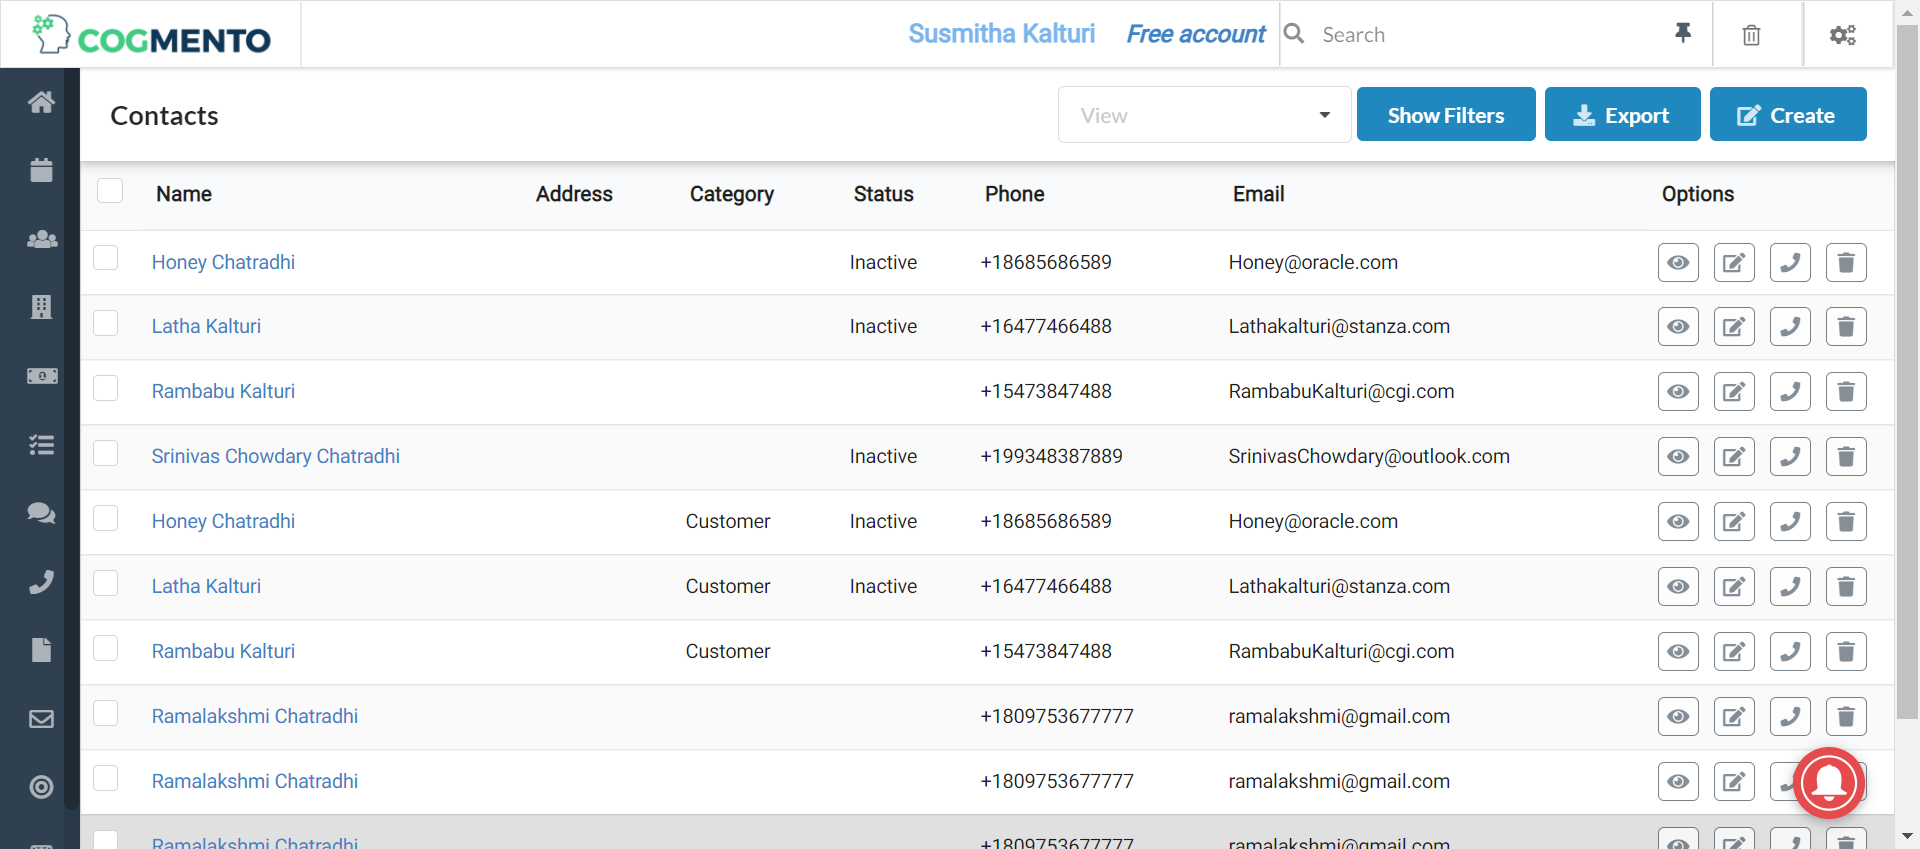 COGMENTO
Susmitha Kalturi Free account Search
Contacts View Show Filters Export Create
Name Address Category Status Phone Email Options
Honey Chatradhi Inactive +18685686589 Honey@oracle.com
Latha Kalturi Inactive +16477466488 Lathakalturi@stanza.com
Rambabu Kalturi +15473847488 RambabuKalturi@cgi.com
Srinivas Chowdary Chatradhi Inactive +199348387889 SrinivasChowdary@outlook.com
Honey Chatradhi Customer Inactive +18685686589 Honey@oracle.com
Latha Kalturi Customer Inactive +16477466488 Lathakalturi@stanza.com
Rambabu Kalturi Customer +15473847488 RambabuKalturi@cgi.com
Ramalakshmi Chatradhi +1809753677777 ramalakshmi@gmail.com
Ramalakshmi Chatradhi +1809753677777 ramalakshmi@gmail.com
Ramalakshmi Chatradhi +1809753677777 ramalakshmi@gmail.com